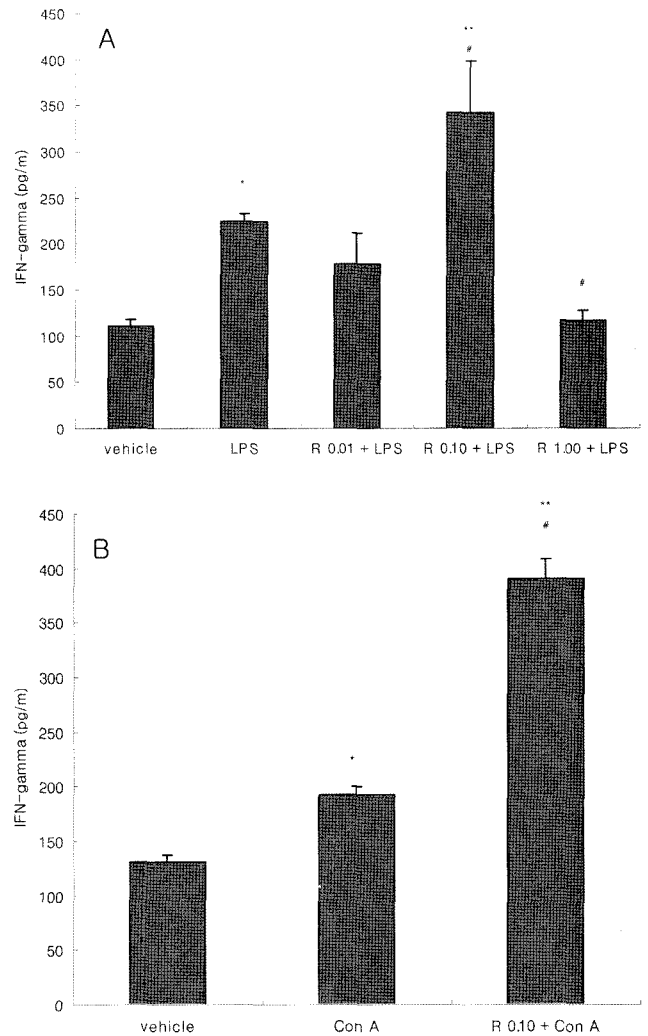 A
450
400
350
300
250
200
150
100
50
0
IFN-gamma (pg/m)
*
**
#
#
vehicle
LPS
R 0.01 + LPS
R 0.10 + LPS
R 1.00 + LPS
B
450
400
350
300
250
200
150
100
50
0
IFN-gamma (pg/m)
*
**
#
vehicle
Con A
R 0.10 + Con A